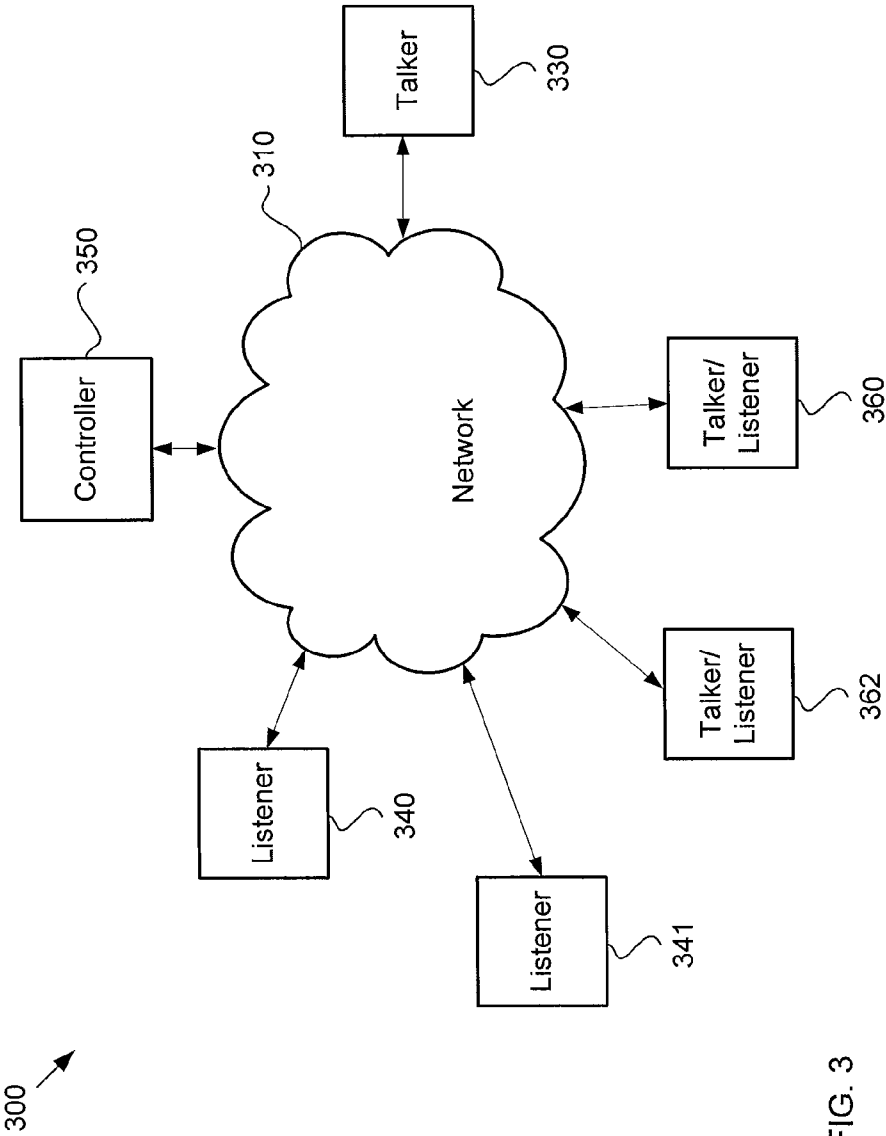 300
Listener
341
Listener
340
Controller
350
Network
310
Talker/
Listener
362
Talker/
Listener
360
Talker
330
FIG. 3